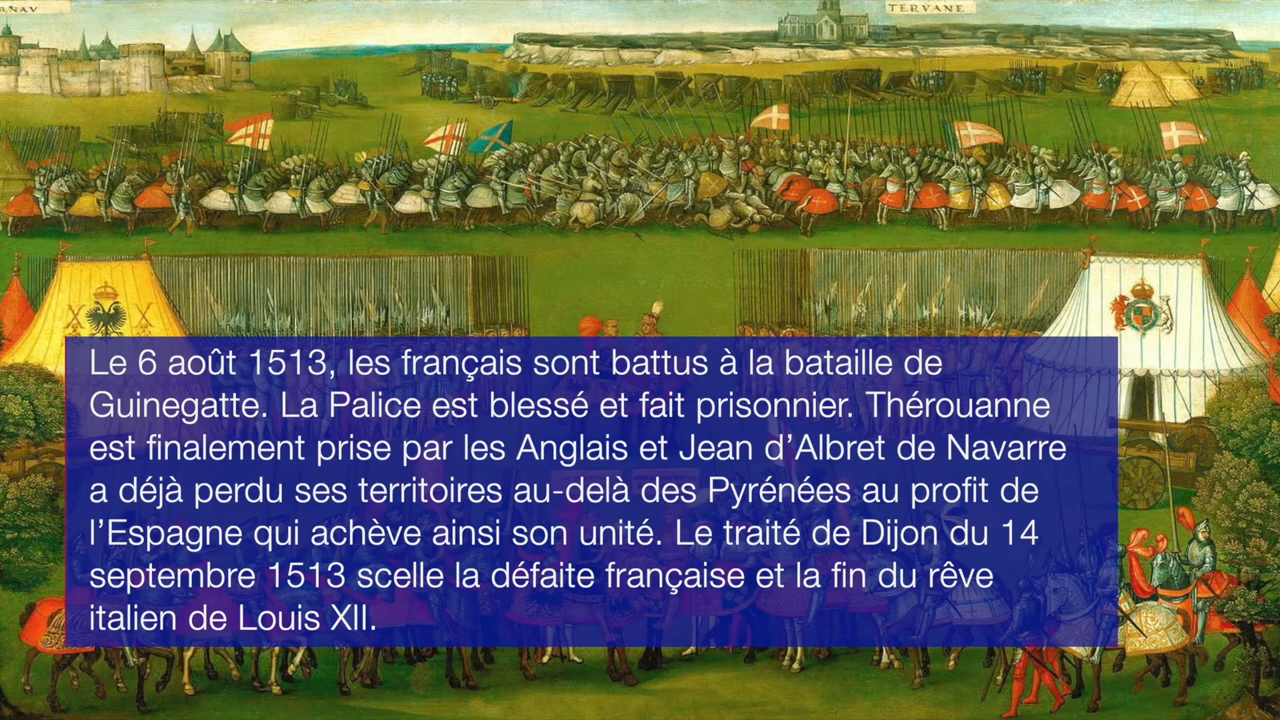 RNAV
TERVANE
Le 6 août 1513, les français sont battus à la bataille de
Guinegatte. La Palice est blessé et fait prisonnier. Thérouanne
est finalement prise par les Anglais et Jean d’Albret de Navarre
a déjà perdu ses territoires au-delà des Pyrénées au profit de
l’Espagne qui achève ainsi son unité. Le traité de Dijon du 14
septembre 1513 scelle la défaite française et la fin du rêve
italien de Louis XII.